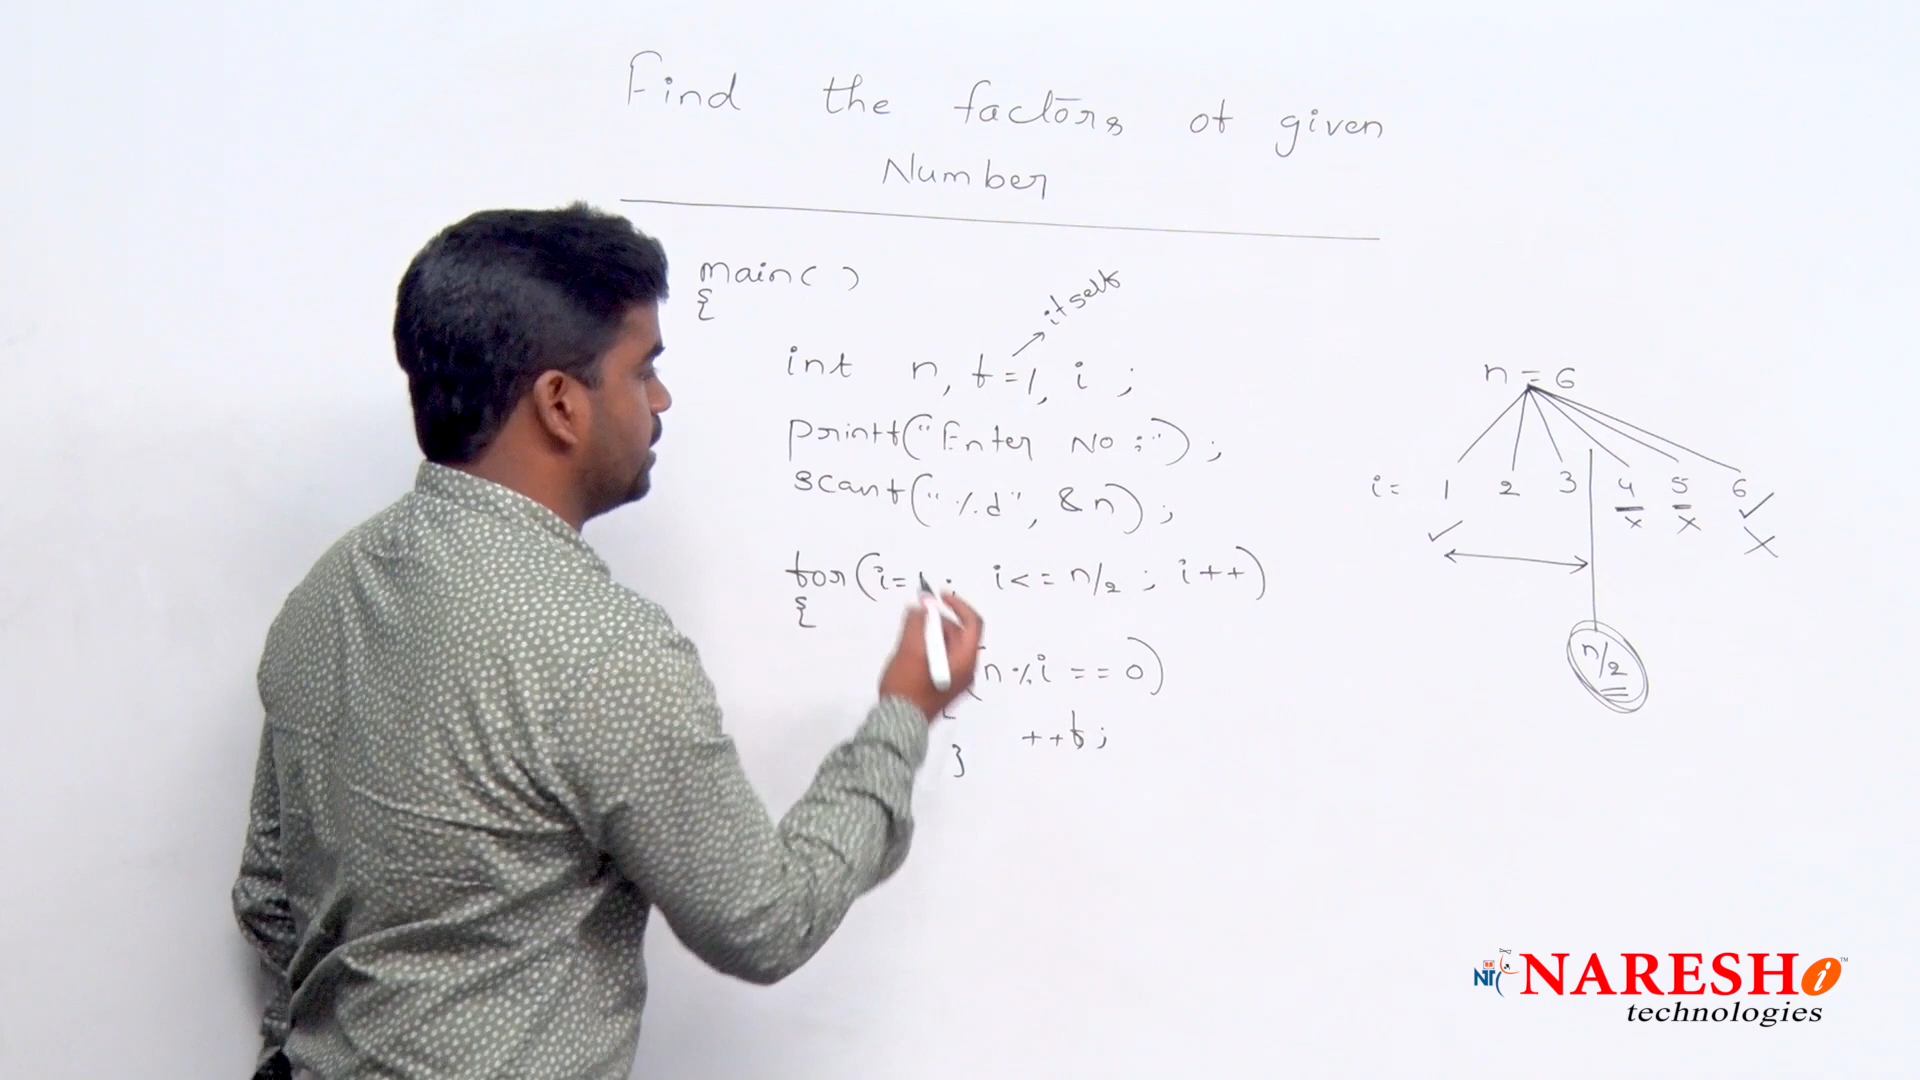 Find the factors of given
Number
main( )
{
itself
int n, f=1, i ;
printf("Enter No :") ;
scanf("%d", &n) ;
for(i=1; i<=n/2 ; i++)
{
(n%i == 0)
{
++f;
}
n = 6
i= 1 2 3 4 5 6
✓ x x ✓
X
n/2
NARESH i ™
technologies